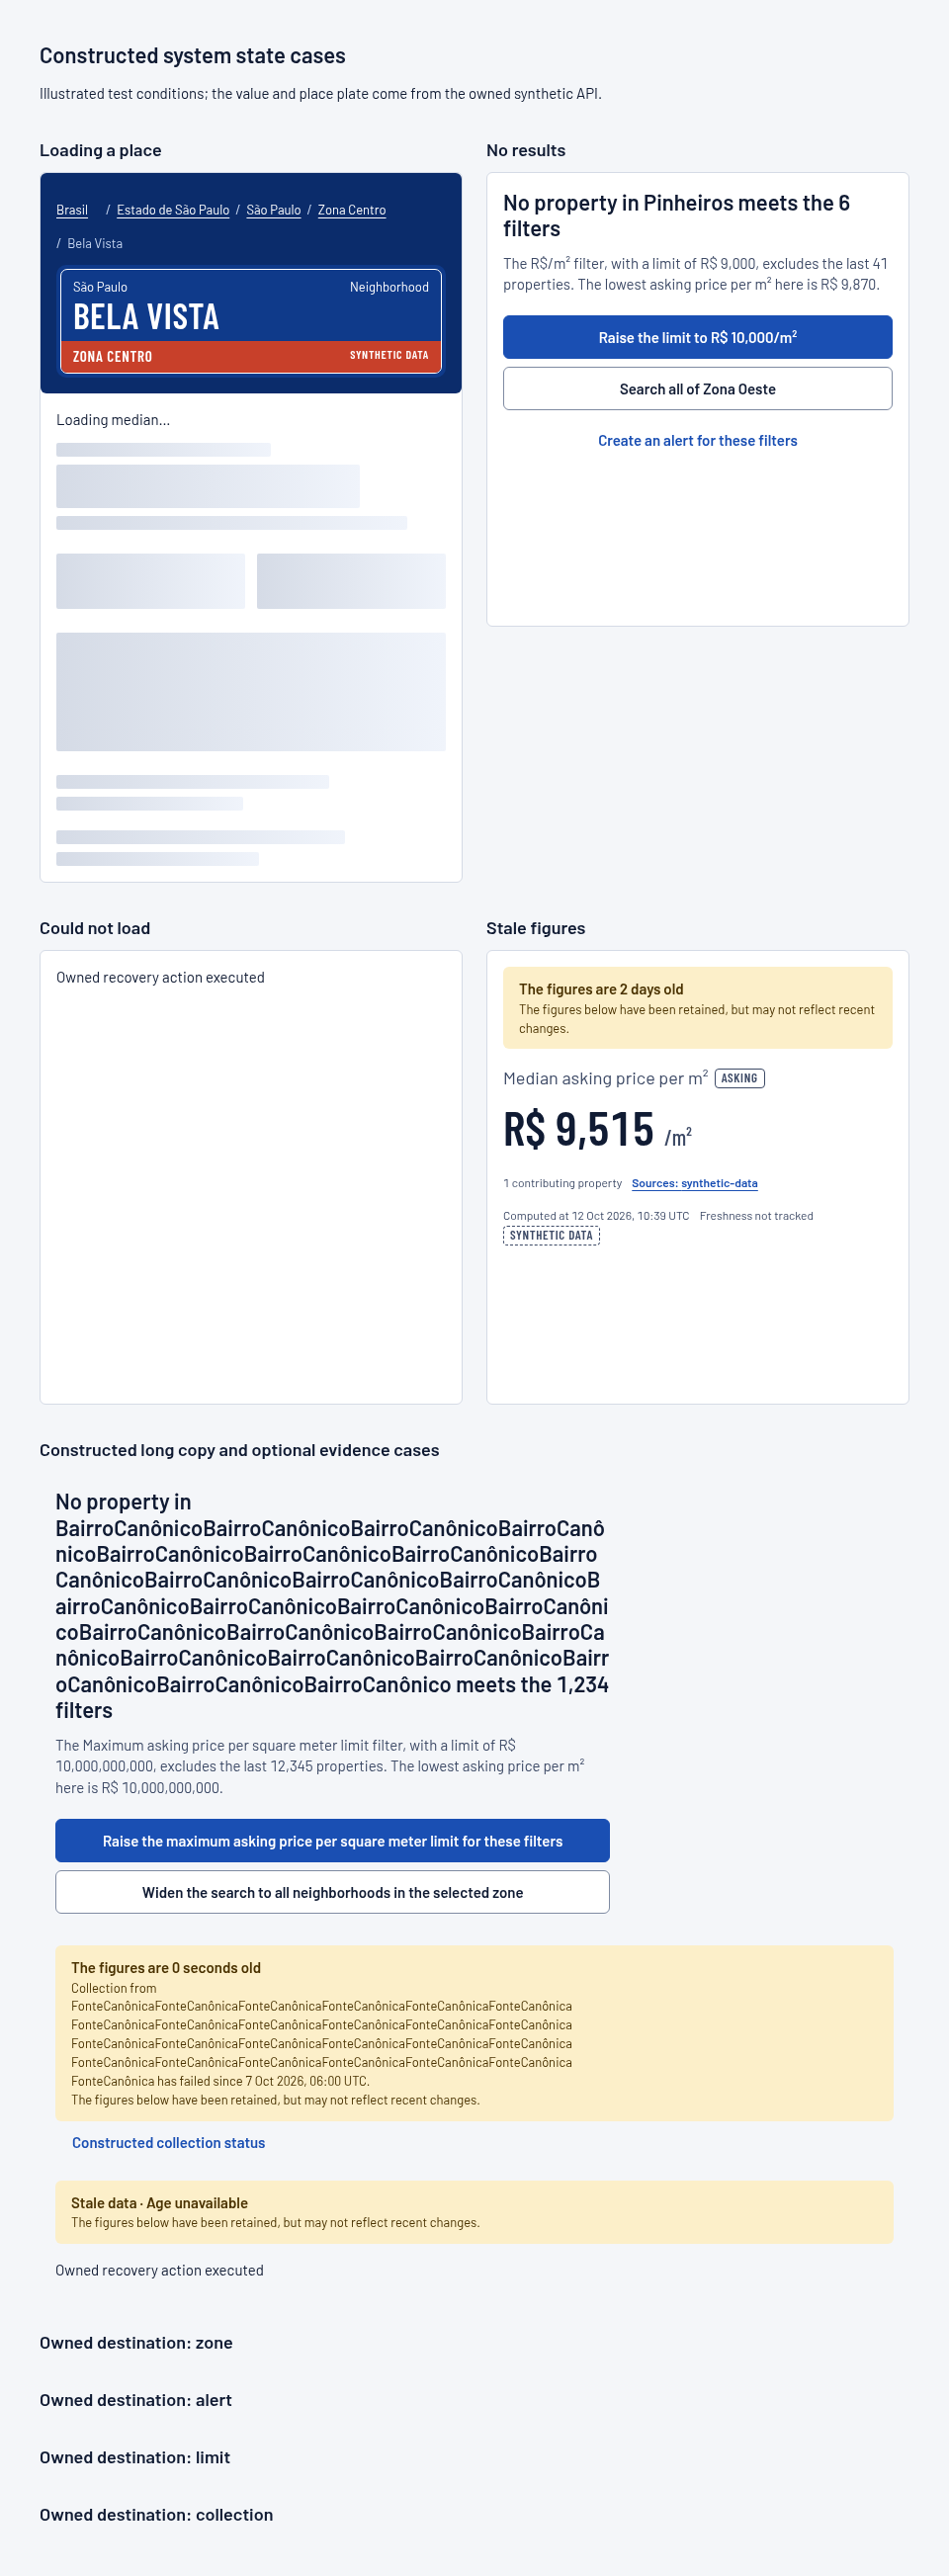 Constructed system state cases
Illustrated test conditions; the value and place plate come from the owned synthetic API.
Loading a place
Brasil / Estado de São Paulo / São Paulo / Zona Centro
/ Bela Vista
São Paulo Neighborhood
BELA VISTA
ZONA CENTRO SYNTHETIC DATA
Loading median...
No results
No property in Pinheiros meets the 6
filters
The R$/m² filter, with a limit of R$ 9,000, excludes the last 41
properties. The lowest asking price per m² here is R$ 9,870.
Raise the limit to R$ 10,000/m²
Search all of Zona Oeste
Create an alert for these filters
Could not load
Owned recovery action executed
Stale figures
The figures are 2 days old
The figures below have been retained, but may not reflect recent
changes.
Median asking price per m² ASKING
R$ 9,515 /m²
1 contributing property Sources: synthetic-data
Computed at 12 Oct 2026, 10:39 UTC Freshness not tracked
SYNTHETIC DATA
Constructed long copy and optional evidence cases
No property in
BairroCanônicoBairroCanônicoBairroCanônicoBairroCanô
nicoBairroCanônicoBairroCanônicoBairroCanônicoBairro
CanônicoBairroCanônicoBairroCanônicoBairroCanônicoB
airroCanônicoBairroCanônicoBairroCanônicoBairroCanôni
coBairroCanônicoBairroCanônicoBairroCanônicoBairroCa
nônicoBairroCanônicoBairroCanônicoBairroCanônicoBairr
oCanônicoBairroCanônicoBairroCanônico meets the 1,234
filters
The Maximum asking price per square meter limit filter, with a limit of R$
10,000,000,000, excludes the last 12,345 properties. The lowest asking price per m²
here is R$ 10,000,000,000.
Raise the maximum asking price per square meter limit for these filters
Widen the search to all neighborhoods in the selected zone
The figures are 0 seconds old
Collection from
FonteCanônicaFonteCanônicaFonteCanônicaFonteCanônicaFonteCanônicaFonteCanônica
FonteCanônicaFonteCanônicaFonteCanônicaFonteCanônicaFonteCanônicaFonteCanônica
FonteCanônicaFonteCanônicaFonteCanônicaFonteCanônicaFonteCanônicaFonteCanônica
FonteCanônicaFonteCanônicaFonteCanônicaFonteCanônicaFonteCanônicaFonteCanônica
FonteCanônica has failed since 7 Oct 2026, 06:00 UTC.
The figures below have been retained, but may not reflect recent changes.
Constructed collection status
Stale data · Age unavailable
The figures below have been retained, but may not reflect recent changes.
Owned recovery action executed
Owned destination: zone
Owned destination: alert
Owned destination: limit
Owned destination: collection